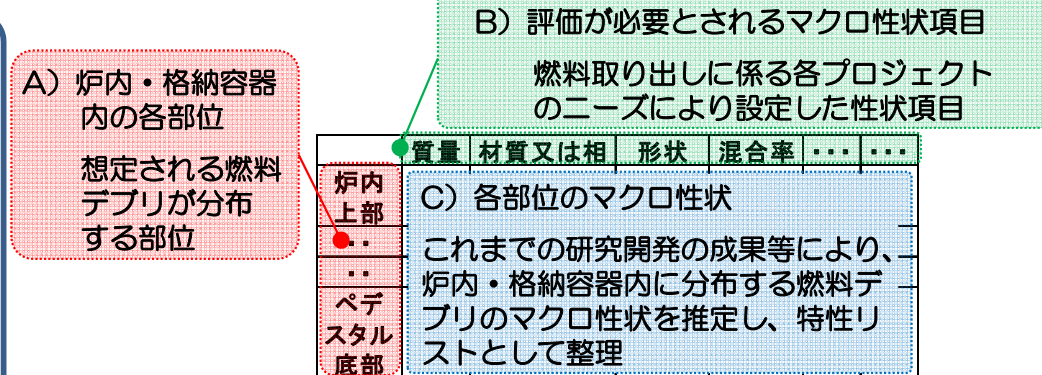 B）評価が必要とされるマクロ性状項目
燃料取り出しに係る各プロジェクト
のニーズにより設定した性状項目
A）炉内・格納容器
内の各部位
想定される燃料
デブリが分布
する部位
質量 材質又は相 形状 混合率 ・・・ ・・・
炉内
上部
・・
・・
ペデ
スタル
底部
C）各部位のマクロ性状
これまでの研究開発の成果等により、
炉内・格納容器内に分布する燃料デ
ブリのマクロ性状を推定し、特性リ
ストとして整理